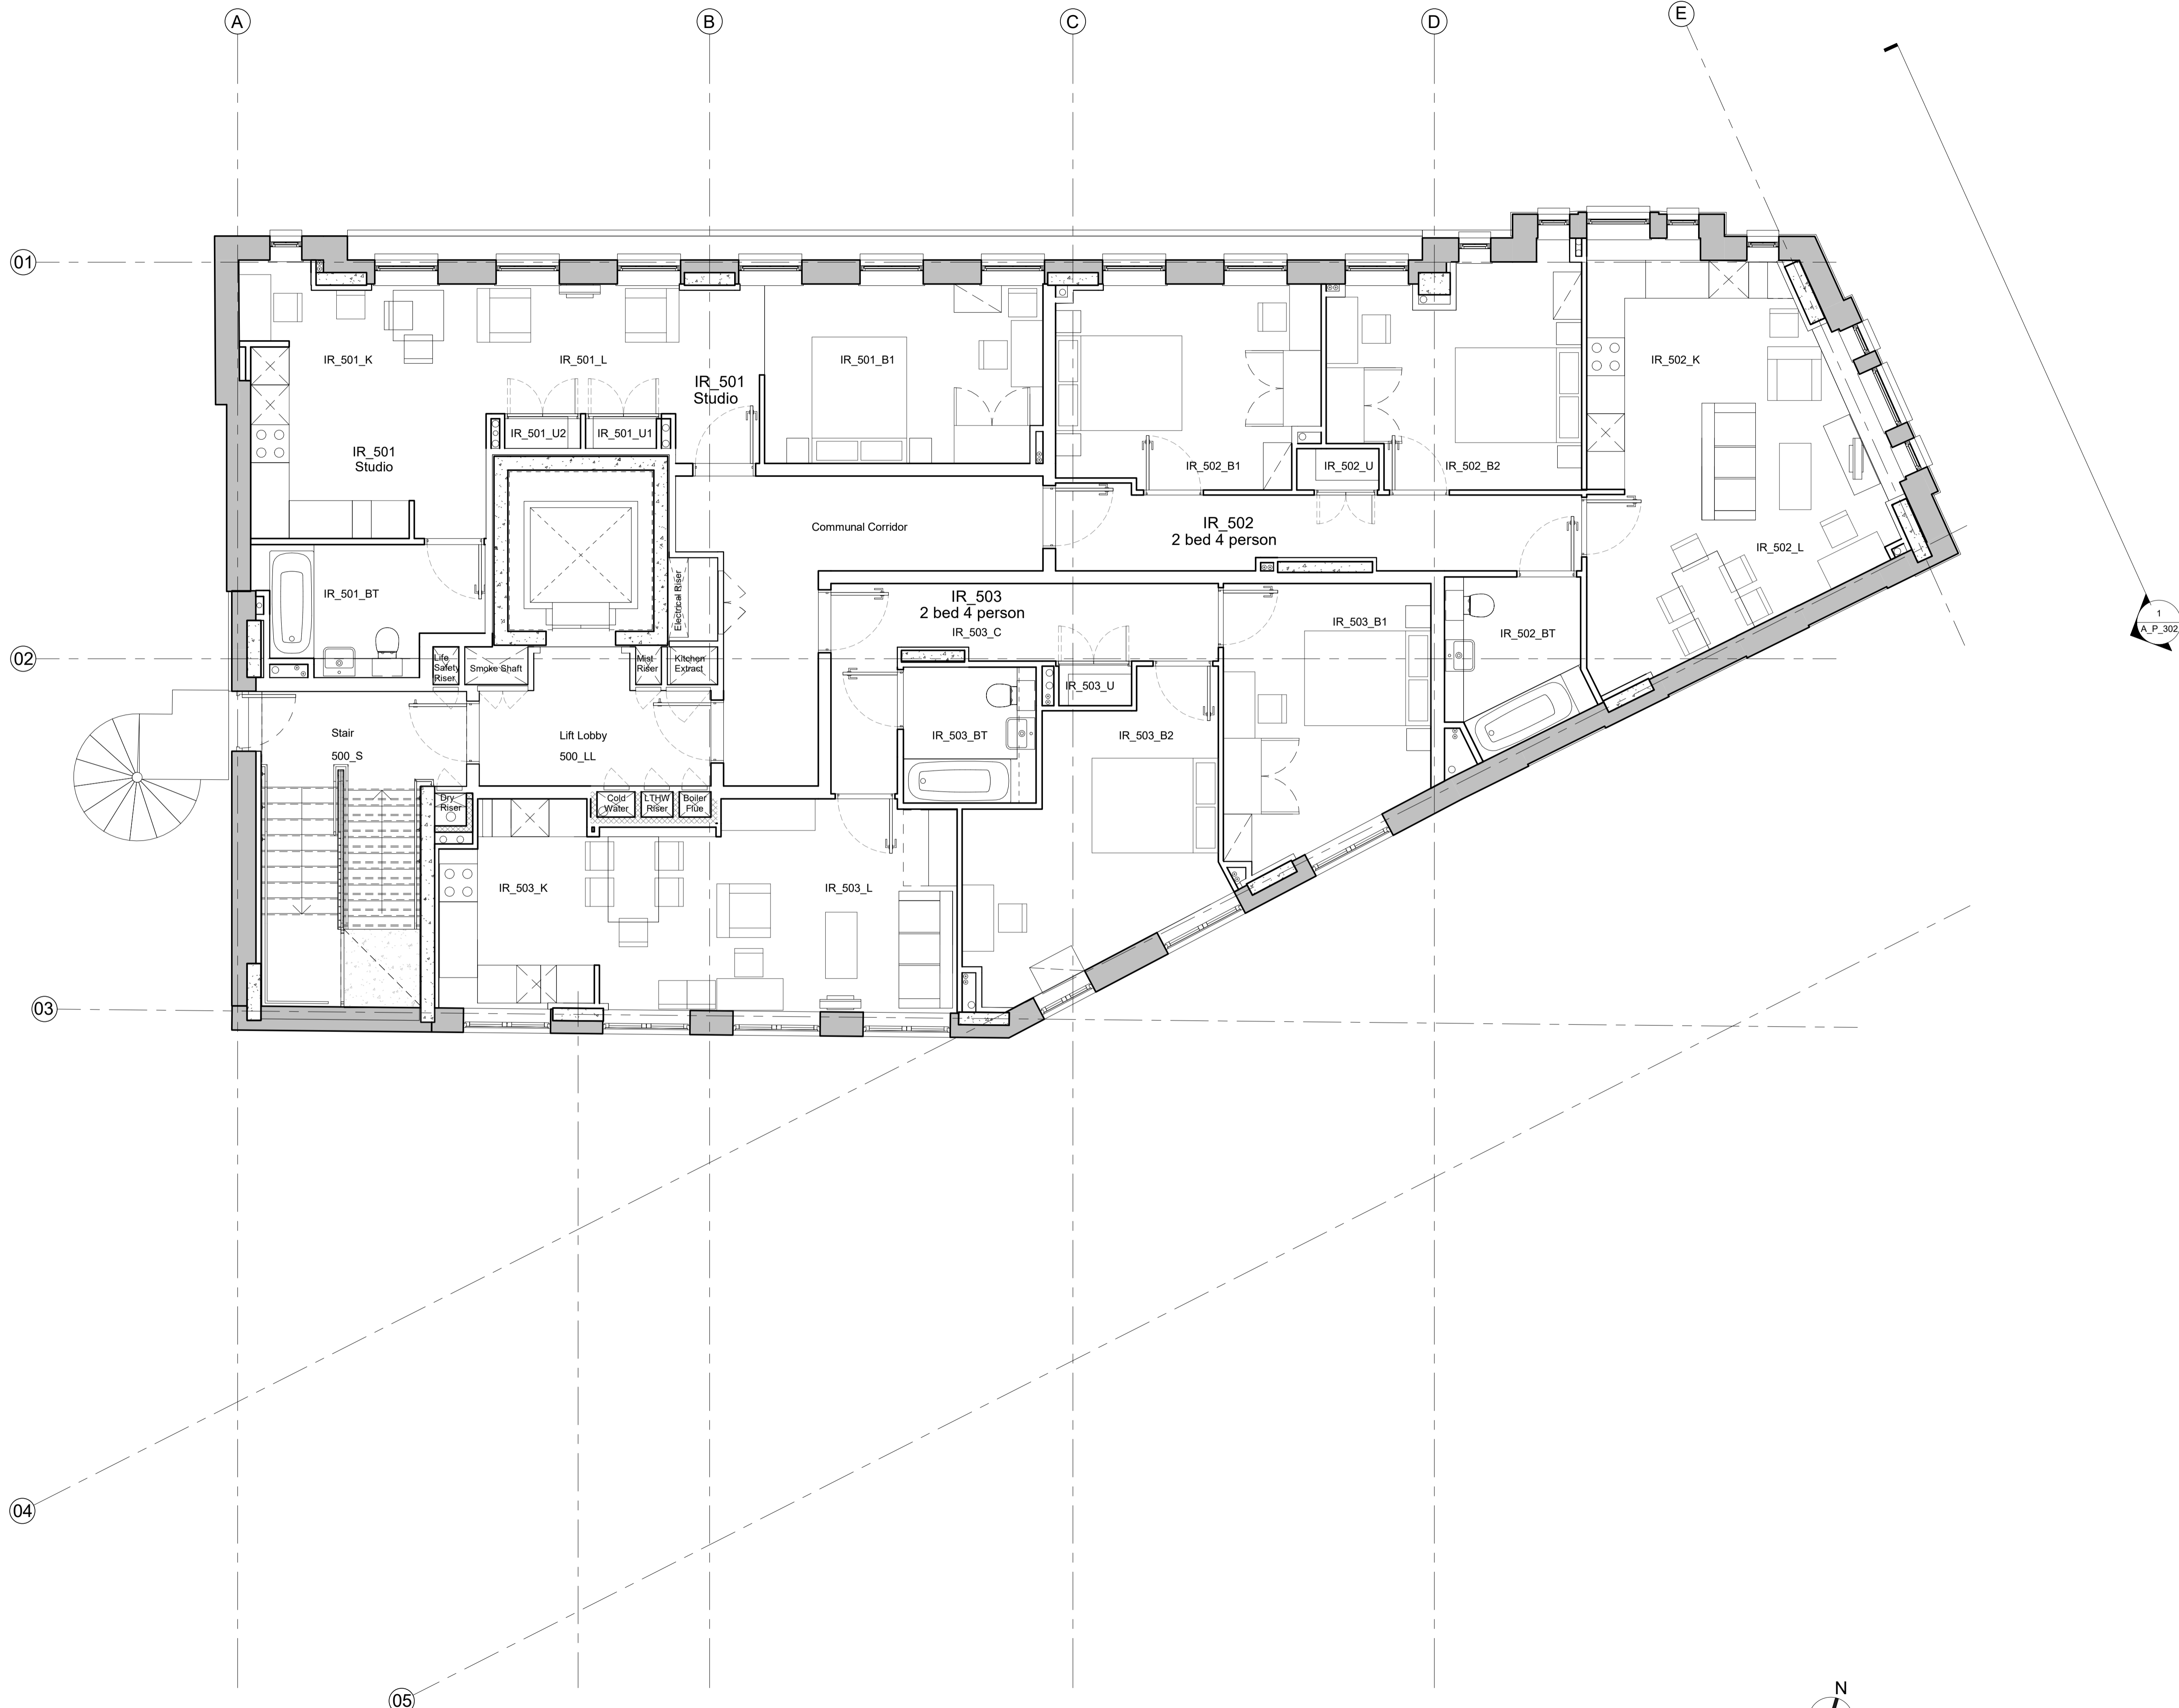 A
B
C
D
E
01
IR_501_K
IR_501_L
IR_501
Studio
IR_501_B1
IR_502_K
IR_501_U2
IR_501_U1
IR_501
Studio
IR_502_B1
IR_502_U
IR_502_B2
Communal Corridor
IR_502
2 bed 4 person
IR_502_L
IR_501_BT
Electrical Riser
IR_503
2 bed 4 person
IR_503_C
IR_503_B1
IR_502_BT
1
A_P_302
02
Life
Safety
Riser
Smoke Shaft
Mist
Riser
Kitchen
Extract
IR_503_U
Stair
500_S
Lift Lobby
500_LL
IR_503_BT
IR_503_B2
Dry
Riser
Cold
Water
LTHW
Riser
Boiler
Flue
IR_503_K
IR_503_L
03
04
05
N